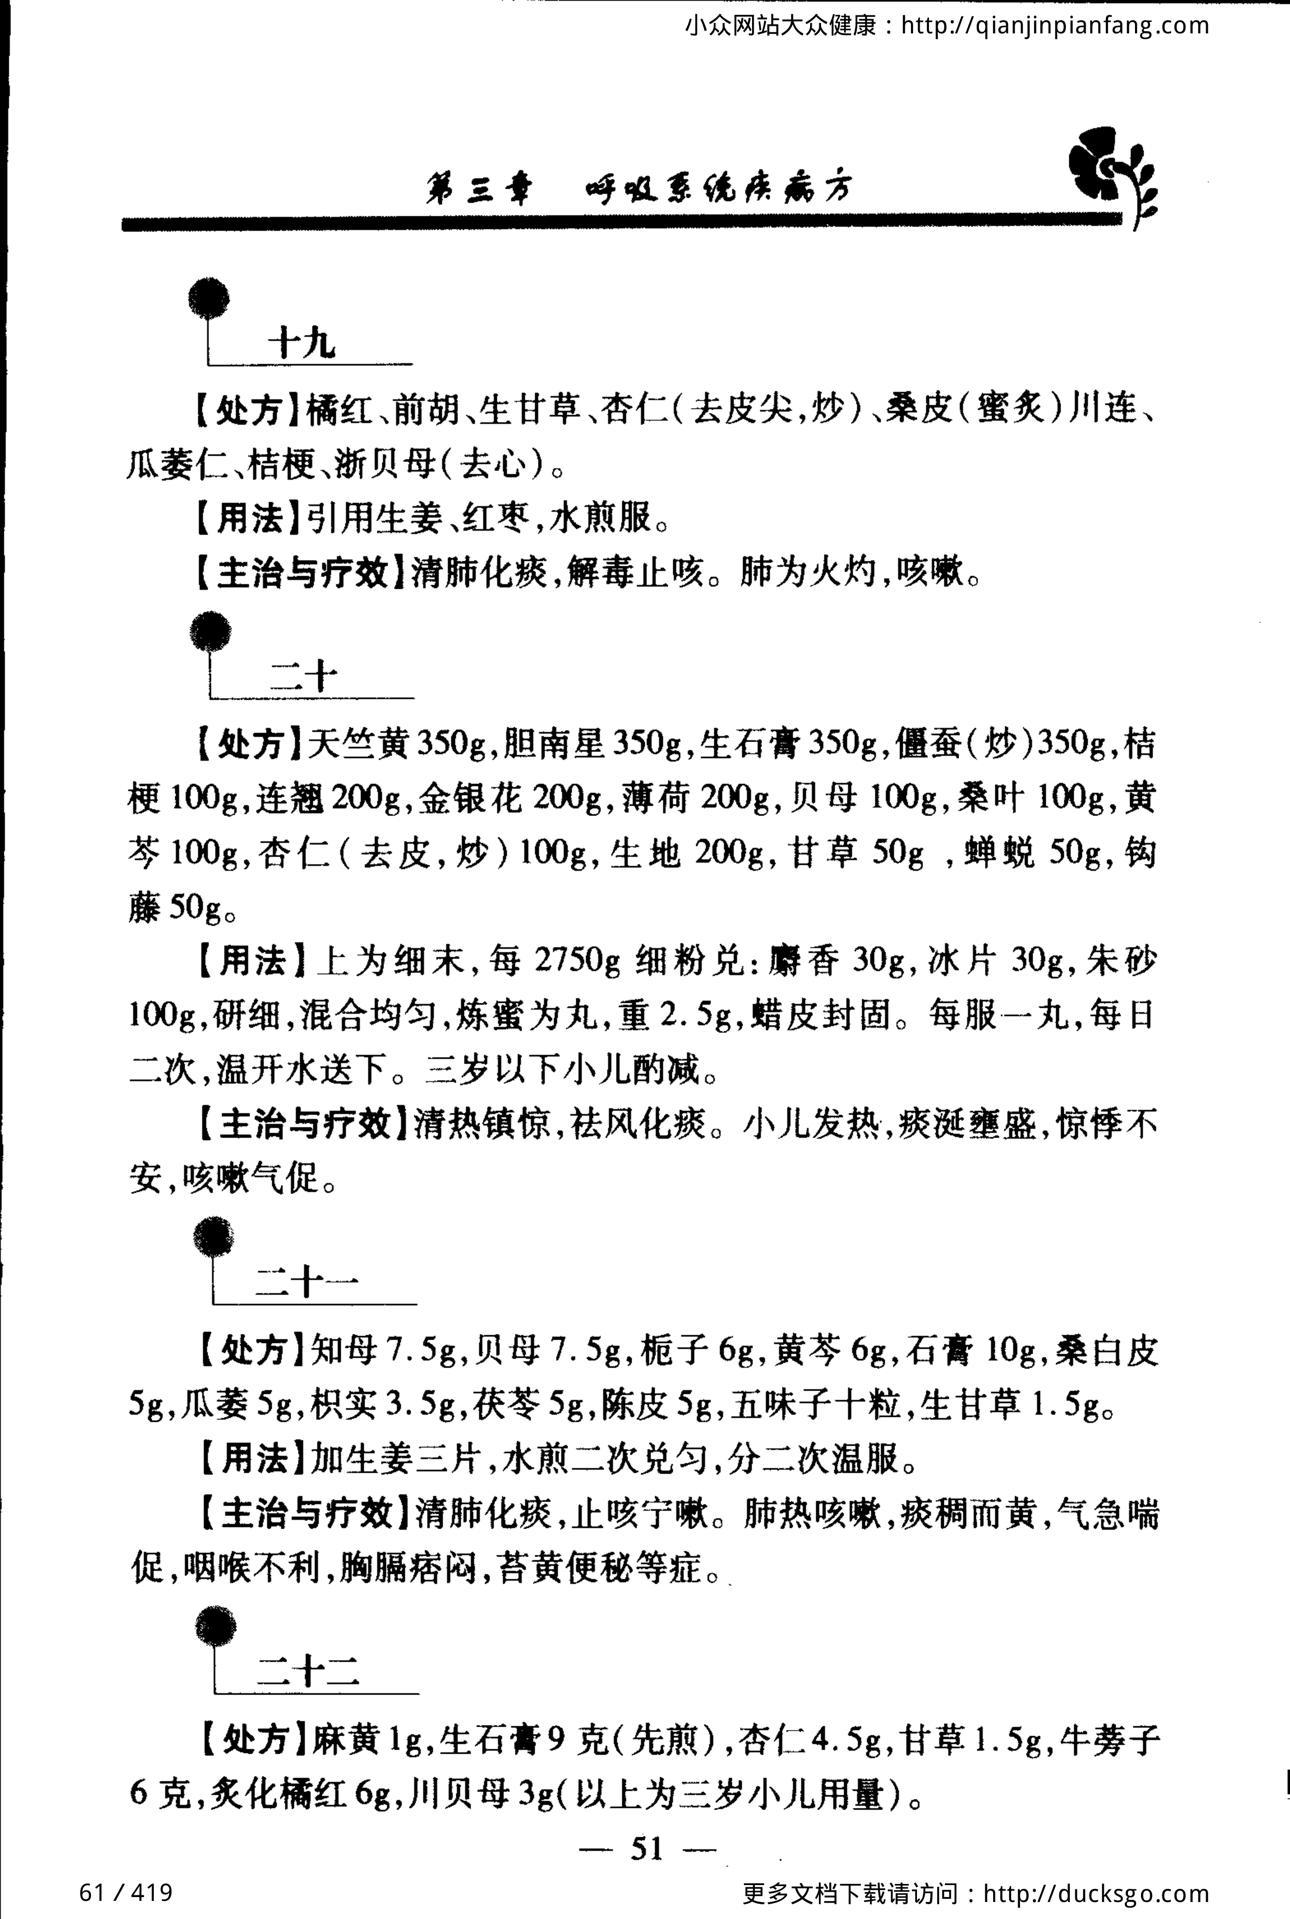 小众网站大众健康：http://qianjinpianfang.com
第三章 呼吸系统疾病方
十九
【处方】橘红、前胡、生甘草、杏仁(去皮尖,炒)、桑皮(蜜炙)川连、
瓜蒌仁、桔梗、浙贝母(去心)。
【用法】引用生姜、红枣,水煎服。
【主治与疗效】清肺化痰,解毒止咳。肺为火灼,咳嗽。
二十
【处方】天竺黄350g,胆南星350g,生石膏350g,僵蚕(炒)350g,桔
梗100g,连翘200g,金银花200g,薄荷200g,贝母100g,桑叶100g,黄
芩100g,杏仁(去皮,炒)100g,生地200g,甘草50g ,蝉蜕50g,钩
藤50g。
【用法】上为细末,每2750g细粉兑:麝香30g,冰片30g,朱砂
100g,研细,混合均匀,炼蜜为丸,重2.5g,蜡皮封固。每服一丸,每日
二次,温开水送下。三岁以下小儿酌减。
【主治与疗效】清热镇惊,祛风化痰。小儿发热,痰涎壅盛,惊悸不
安,咳嗽气促。
二十一
【处方】知母7.5g,贝母7.5g,栀子6g,黄芩6g,石膏10g,桑白皮
5g,瓜蒌5g,枳实3.5g,茯苓5g,陈皮5g,五味子十粒,生甘草1.5g。
【用法】加生姜三片,水煎二次兑匀,分二次温服。
【主治与疗效】清肺化痰,止咳宁嗽。肺热咳嗽,痰稠而黄,气急喘
促,咽喉不利,胸膈痞闷,苔黄便秘等症。
二十二
【处方】麻黄1g,生石膏9克(先煎),杏仁4.5g,甘草1.5g,牛蒡子
6克,炙化橘红6g,川贝母3g(以上为三岁小儿用量)。
— 51 —
61 / 419
更多文档下载请访问：http://ducksgo.com